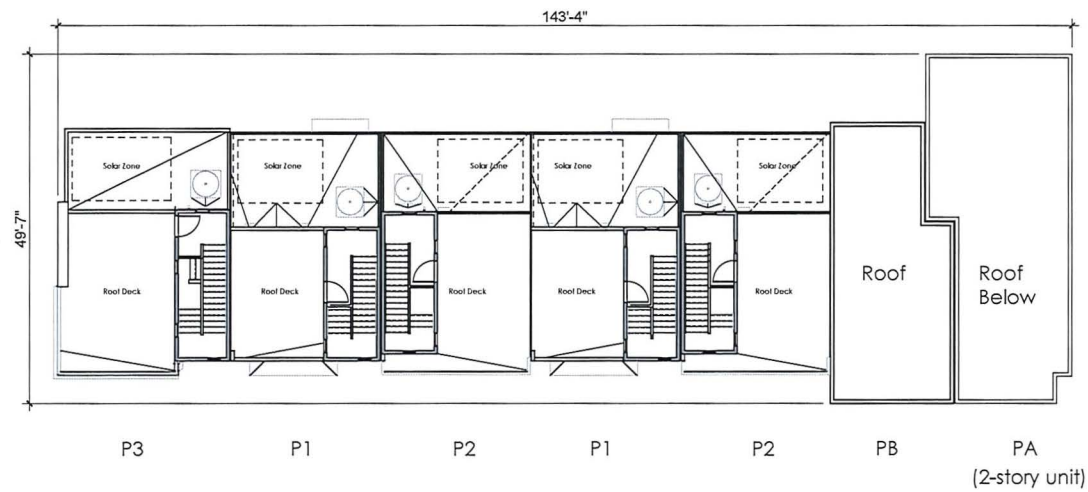 143'-4"
49'-7"
Solar Zone
Solar Zone
Solar Zone
Solar Zone
Solar Zone
Roof Deck
Roof Deck
Roof Deck
Roof Deck
Roof Deck
Roof
Roof
Below
P3
P1
P2
P1
P2
PB
PA
(2-story unit)